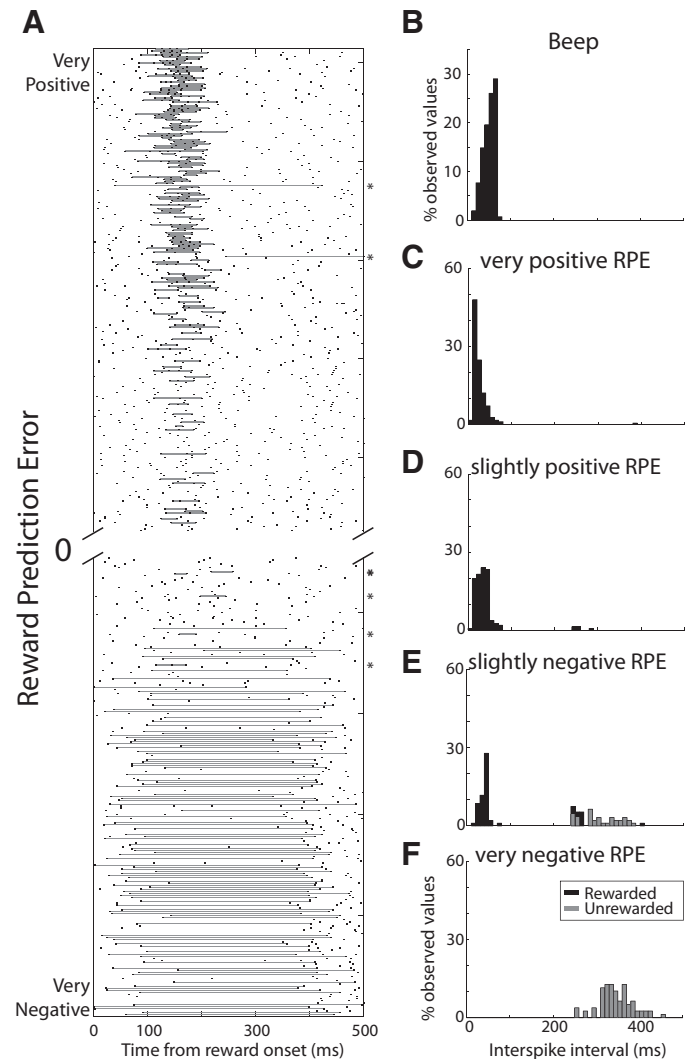 A
Very
Positive
*
*
Reward Prediction Error
0
*
*
*
*
Very
Negative
0 100 300 500
Time from reward onset (ms)
B
Beep
% observed values
30
20
10
0
C
very positive RPE
60
30
0
D
slightly positive RPE
60
30
0
E
slightly negative RPE
60
30
0
F
very negative RPE
Rewarded
Unrewarded
% observed values
60
30
0
0 200 400
Interspike interval (ms)